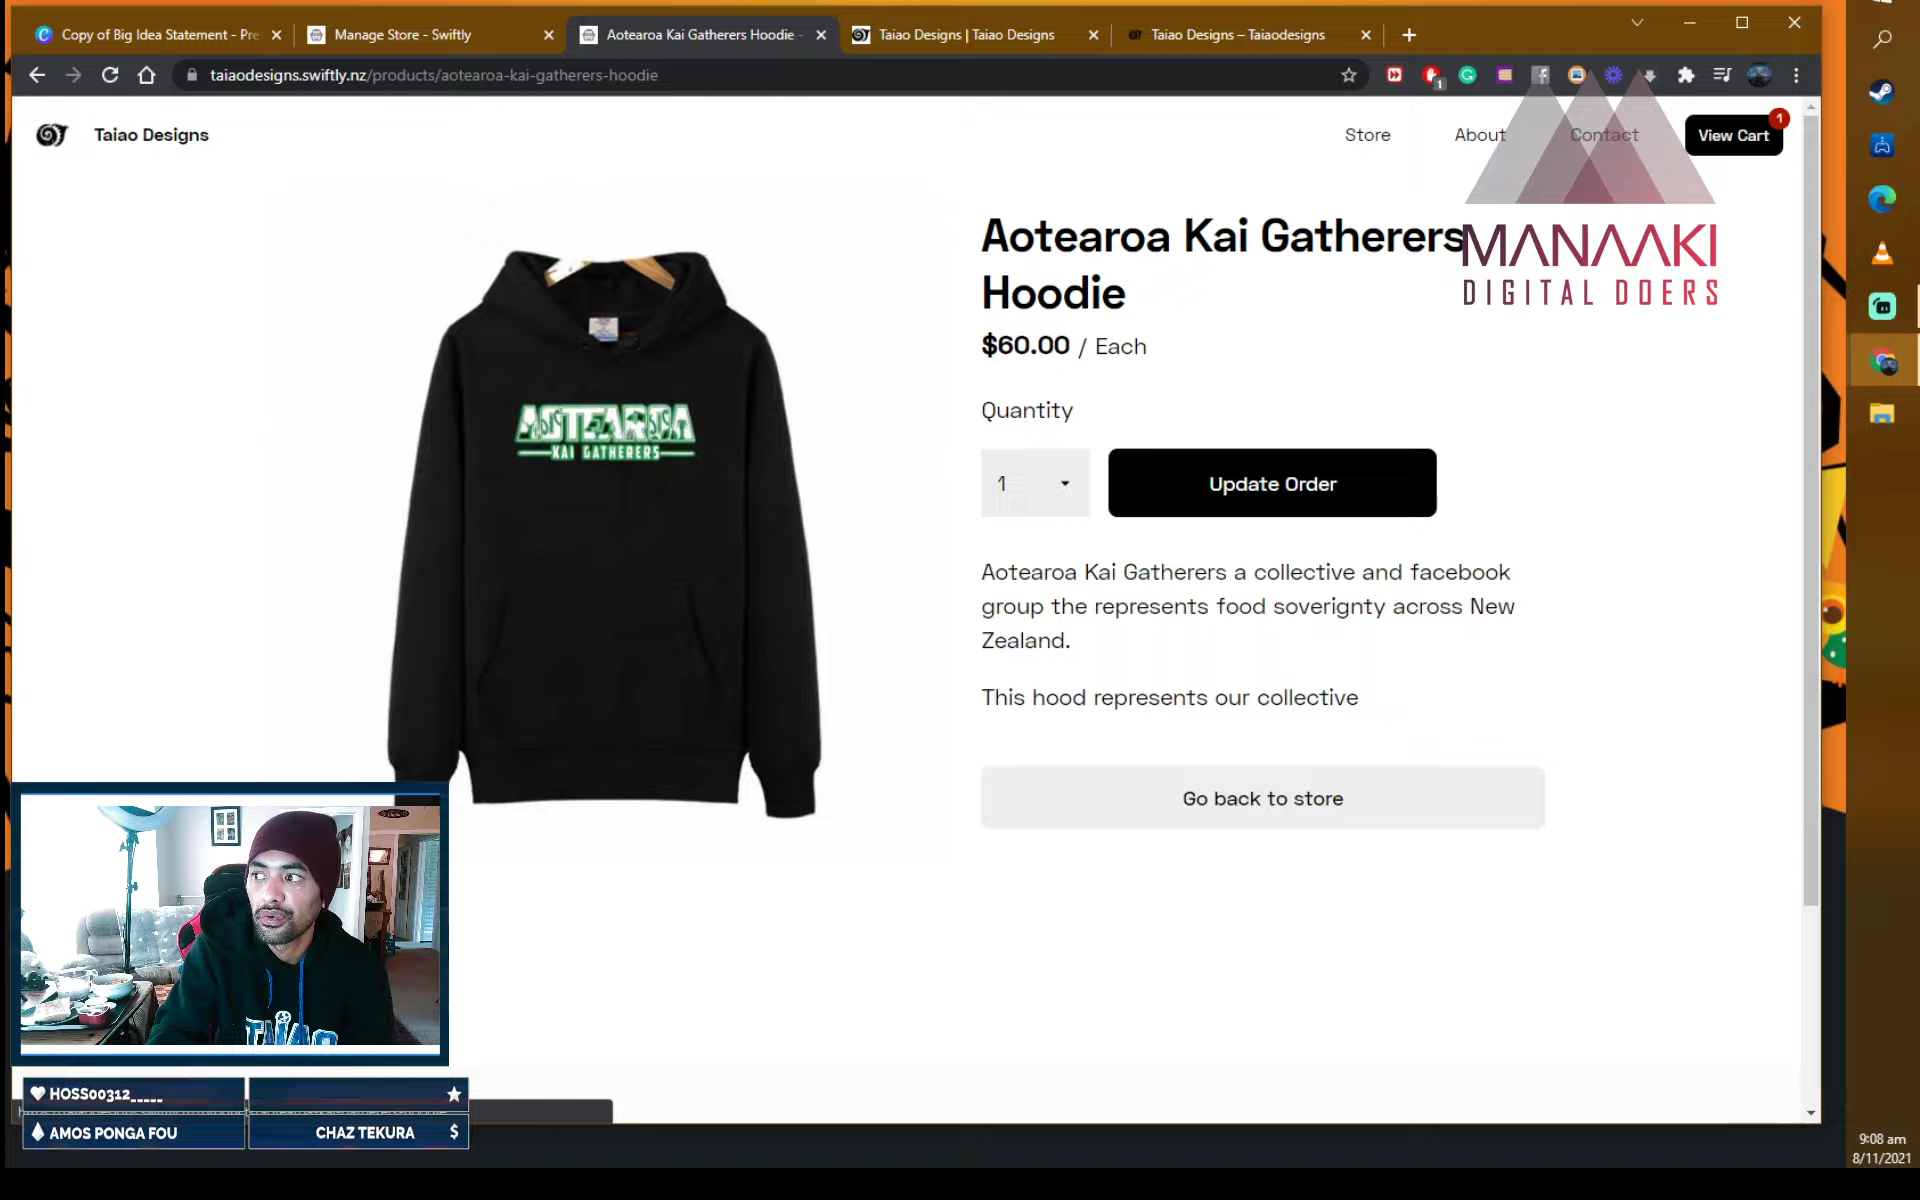 Copy of Big Idea Statement - Pre
Manage Store - Swiftly
Aotearoa Kai Gatherers Hoodie -
Taiao Designs | Taiao Designs
Taiao Designs – Taiaodesigns
taiaodesigns.swiftly.nz/products/aotearoa-kai-gatherers-hoodie
1
Taiao Designs
Store
About
Contact
View Cart
1
MANAAKI
DIGITAL DOERS
Aotearoa Kai Gatherers
Hoodie
$60.00 / Each
Quantity
1
Update Order
AOTEAROA
KAI GATHERERS
Aotearoa Kai Gatherers a collective and facebook
group the represents food soverignty across New
Zealand.
This hood represents our collective
Go back to store
TAIAO
HOSS00312_____
AMOS PONGA FOU
CHAZ TEKURA
$
9:08 am
8/11/2021